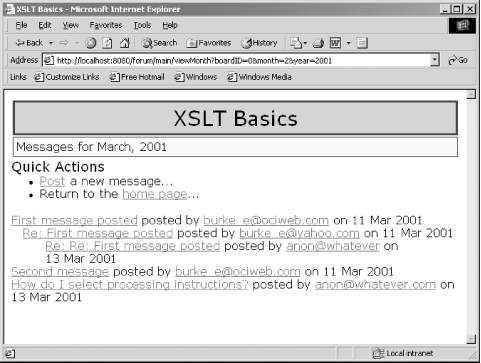 XSLT Basics - Microsoft Internet Explorer
File Edit View Favorites Tools Help
Back Search Favorites History
Address http://localhost:8080/forum/main/viewMonth?boardID=0&month=2&year=2001 Go
Links Customize Links Free Hotmail Windows Windows Media
XSLT Basics
Messages for March, 2001
Quick Actions
• Post a new message...
• Return to the home page...
First message posted posted by burke_e@ociweb.com on 11 Mar 2001
Re: First message posted posted by burke_e@yahoo.com on 11 Mar 2001
Re: Re: First message posted posted by anon@whatever on
13 Mar 2001
Second message posted by burke_e@ociweb.com on 11 Mar 2001
How do I select processing instructions? posted by anon@whatever.com on
13 Mar 2001
Local intranet